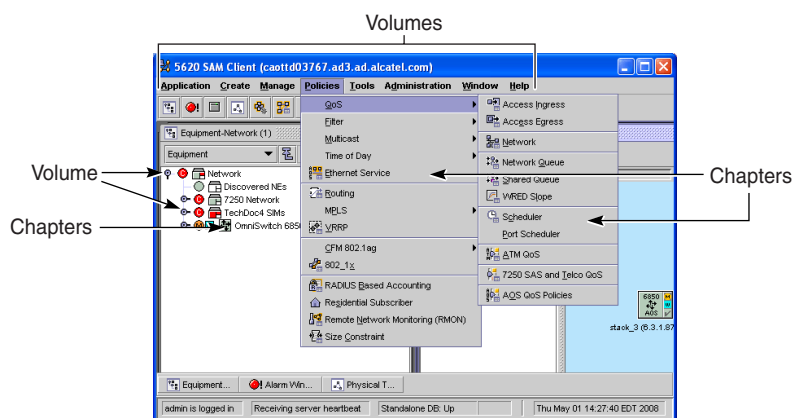 Volumes
5620 SAM Client (caottd03767.ad3.ad.alcatel.com)
Application Create Manage Policies Tools Administration Window Help
QoS
Filter
Multicast
Time of Day
Ethernet Service
Routing
MPLS
VRRP
CFM 802.1ag
802_1x
RADIUS Based Accounting
Residential Subscriber
Remote Network Monitoring (RMON)
Size Constraint
Access Ingress
Access Egress
Network
Network Queue
Shared Queue
WRED Slope
Scheduler
Port Scheduler
ATM QoS
7250 SAS and Telco QoS
AOS QoS Policies
Equipment-Network (1)
Equipment
Network
Discovered NEs
7250 Network
TechDoc4 SIMs
OmniSwitch 6850
Volume
Chapters
Chapters
6850 M
AOS
stack_3 (6.3.1.87
Equipment... Alarm Win... Physical T...
admin is logged in Receiving server heartbeat Standalone DB: Up Thu May 01 14:27:40 EDT 2008